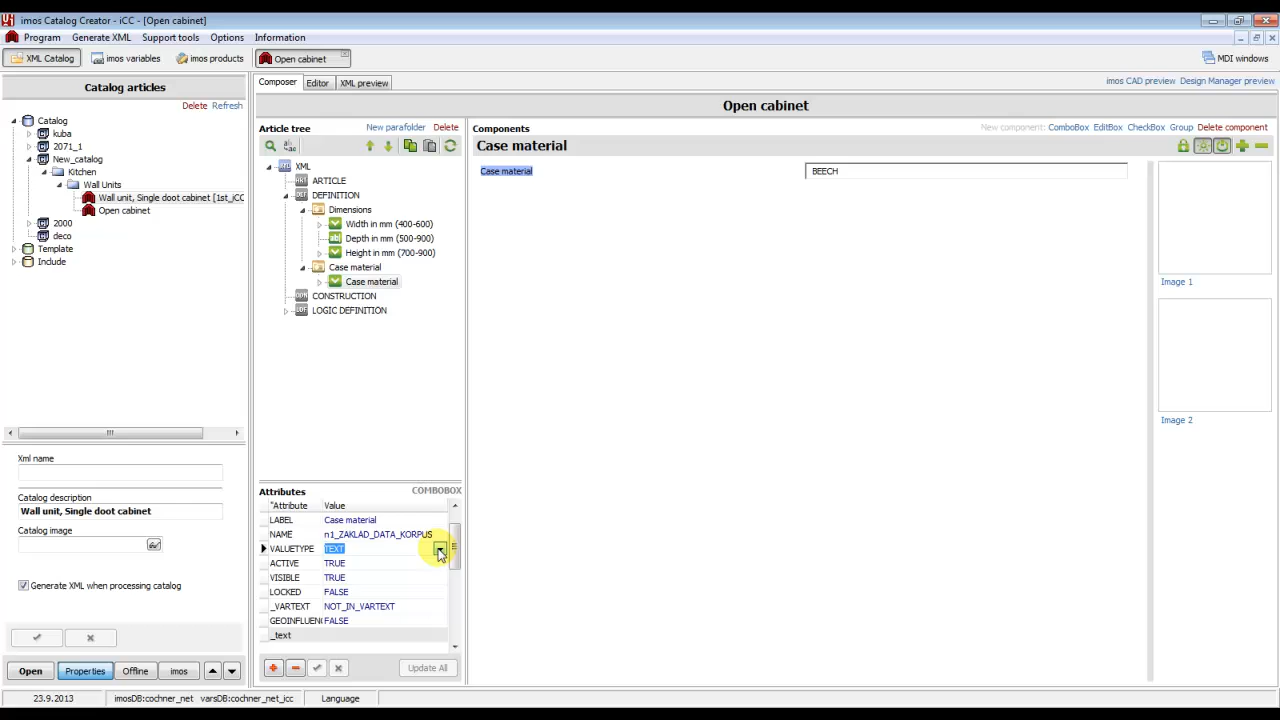 imos Catalog Creator - iCC - [Open cabinet]
Program Generate XML Support tools Options Information
XML Catalog imos variables imos products Open cabinet MDI windows
Catalog articles
Delete Refresh
Catalog
kuba
2071_1
New_catalog
Kitchen
Wall Units
Wall unit, Single doot cabinet [1st_iCC
Open cabinet
2000
deco
Template
Include
Xml name
Catalog description
Wall unit, Single doot cabinet
Catalog image
Generate XML when processing catalog
Open Properties Offline imos
Composer Editor XML preview
imos CAD preview Design Manager preview
Open cabinet
Article tree New parafolder Delete
XML
ARTICLE
DEFINITION
Dimensions
Width in mm (400-600)
Depth in mm (500-900)
Height in mm (700-900)
Case material
Case material
CONSTRUCTION
LOGIC DEFINITION
Attributes COMBOBOX
*Attribute Value
LABEL Case material
NAME n1_ZAKLAD_DATA_KORPUS
VALUETYPE TEXT
ACTIVE TRUE
VISIBLE TRUE
LOCKED FALSE
_VARTEXT NOT_IN_VARTEXT
GEOINFLUEN FALSE
_text
Update All
Components New component: ComboBox EditBox CheckBox Group Delete component
Case material
Case material BEECH
Image 1
Image 2
23.9.2013 imosDB:cochner_net varsDB:cochner_net_icc Language